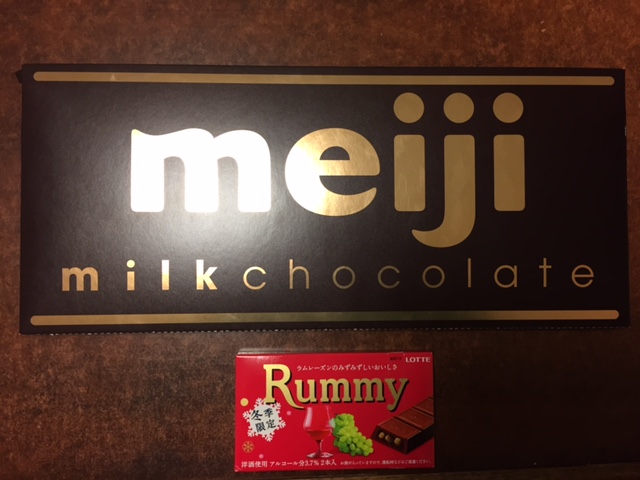 meiji
milk chocolate
LOTTE
ラムレーズンのみずみずしいおいしさ
Rummy
冬季
限定
洋酒使用 アルコール分3.7% 2本入